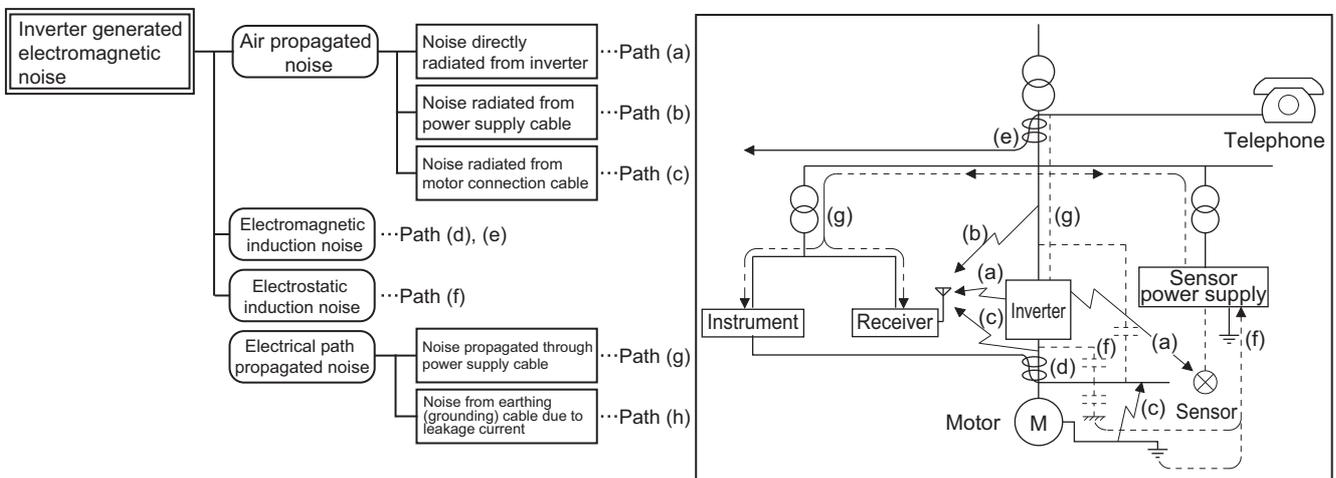 Inverter generated
electromagnetic
noise
Air propagated
noise
Noise directly
radiated from inverter
···Path (a)
Noise radiated from
power supply cable
···Path (b)
Noise radiated from
motor connection cable
···Path (c)
Electromagnetic
induction noise
···Path (d), (e)
Electrostatic
induction noise
···Path (f)
Electrical path
propagated noise
Noise propagated through
power supply cable
···Path (g)
Noise from earthing
(grounding) cable due to
leakage current
···Path (h)
(e)
Telephone
(g)
(g)
(b)
(a)
Sensor
power supply
Instrument
Receiver
Inverter
(c)
(f)
(a)
(f)
(d)
(c)
Sensor
Motor
M